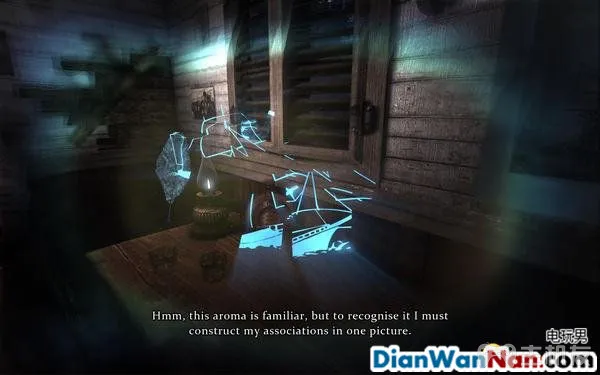 Hmm, this aroma is familiar, but to recognise it I must
construct my associations in one picture.
电玩男
DianWanNan.com